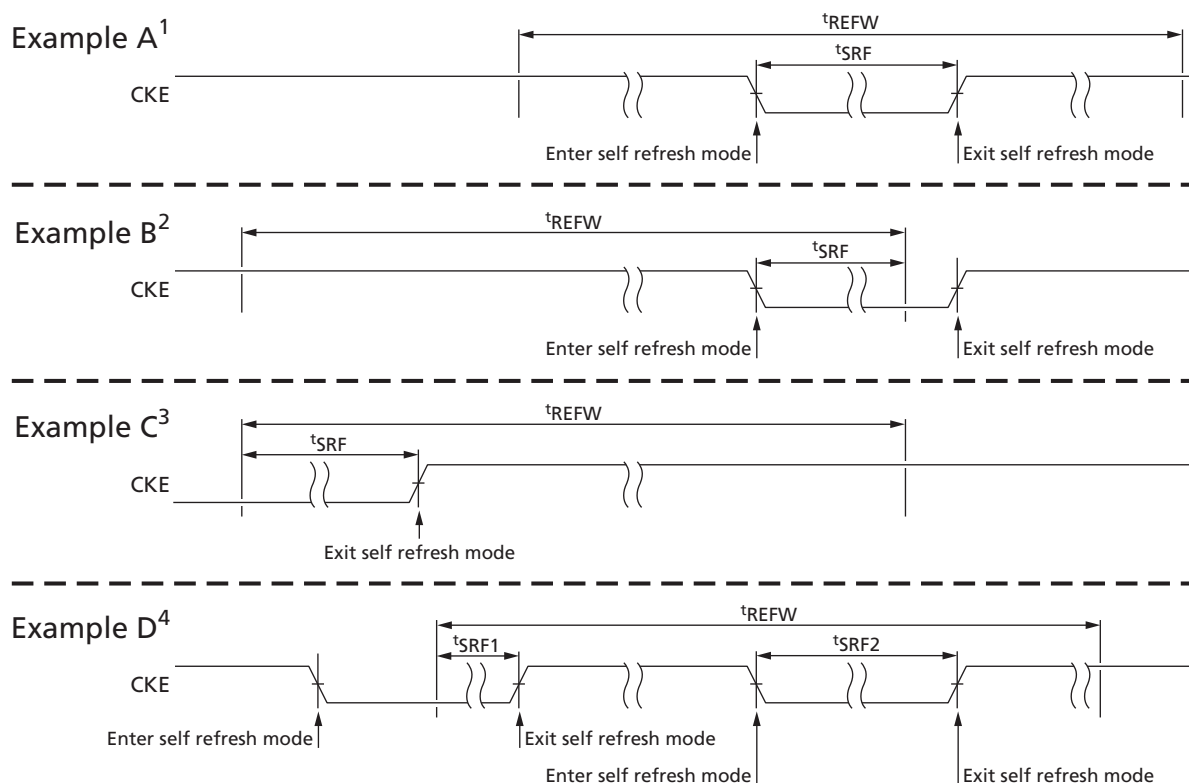 Example A¹
ᵗREFW
ᵗSRF
CKE
Enter self refresh mode
Exit self refresh mode
Example B²
ᵗREFW
ᵗSRF
CKE
Enter self refresh mode
Exit self refresh mode
Example C³
ᵗREFW
ᵗSRF
CKE
Exit self refresh mode
Example D⁴
ᵗREFW
ᵗSRF1
ᵗSRF2
CKE
Enter self refresh mode
Exit self refresh mode
Enter self refresh mode
Exit self refresh mode